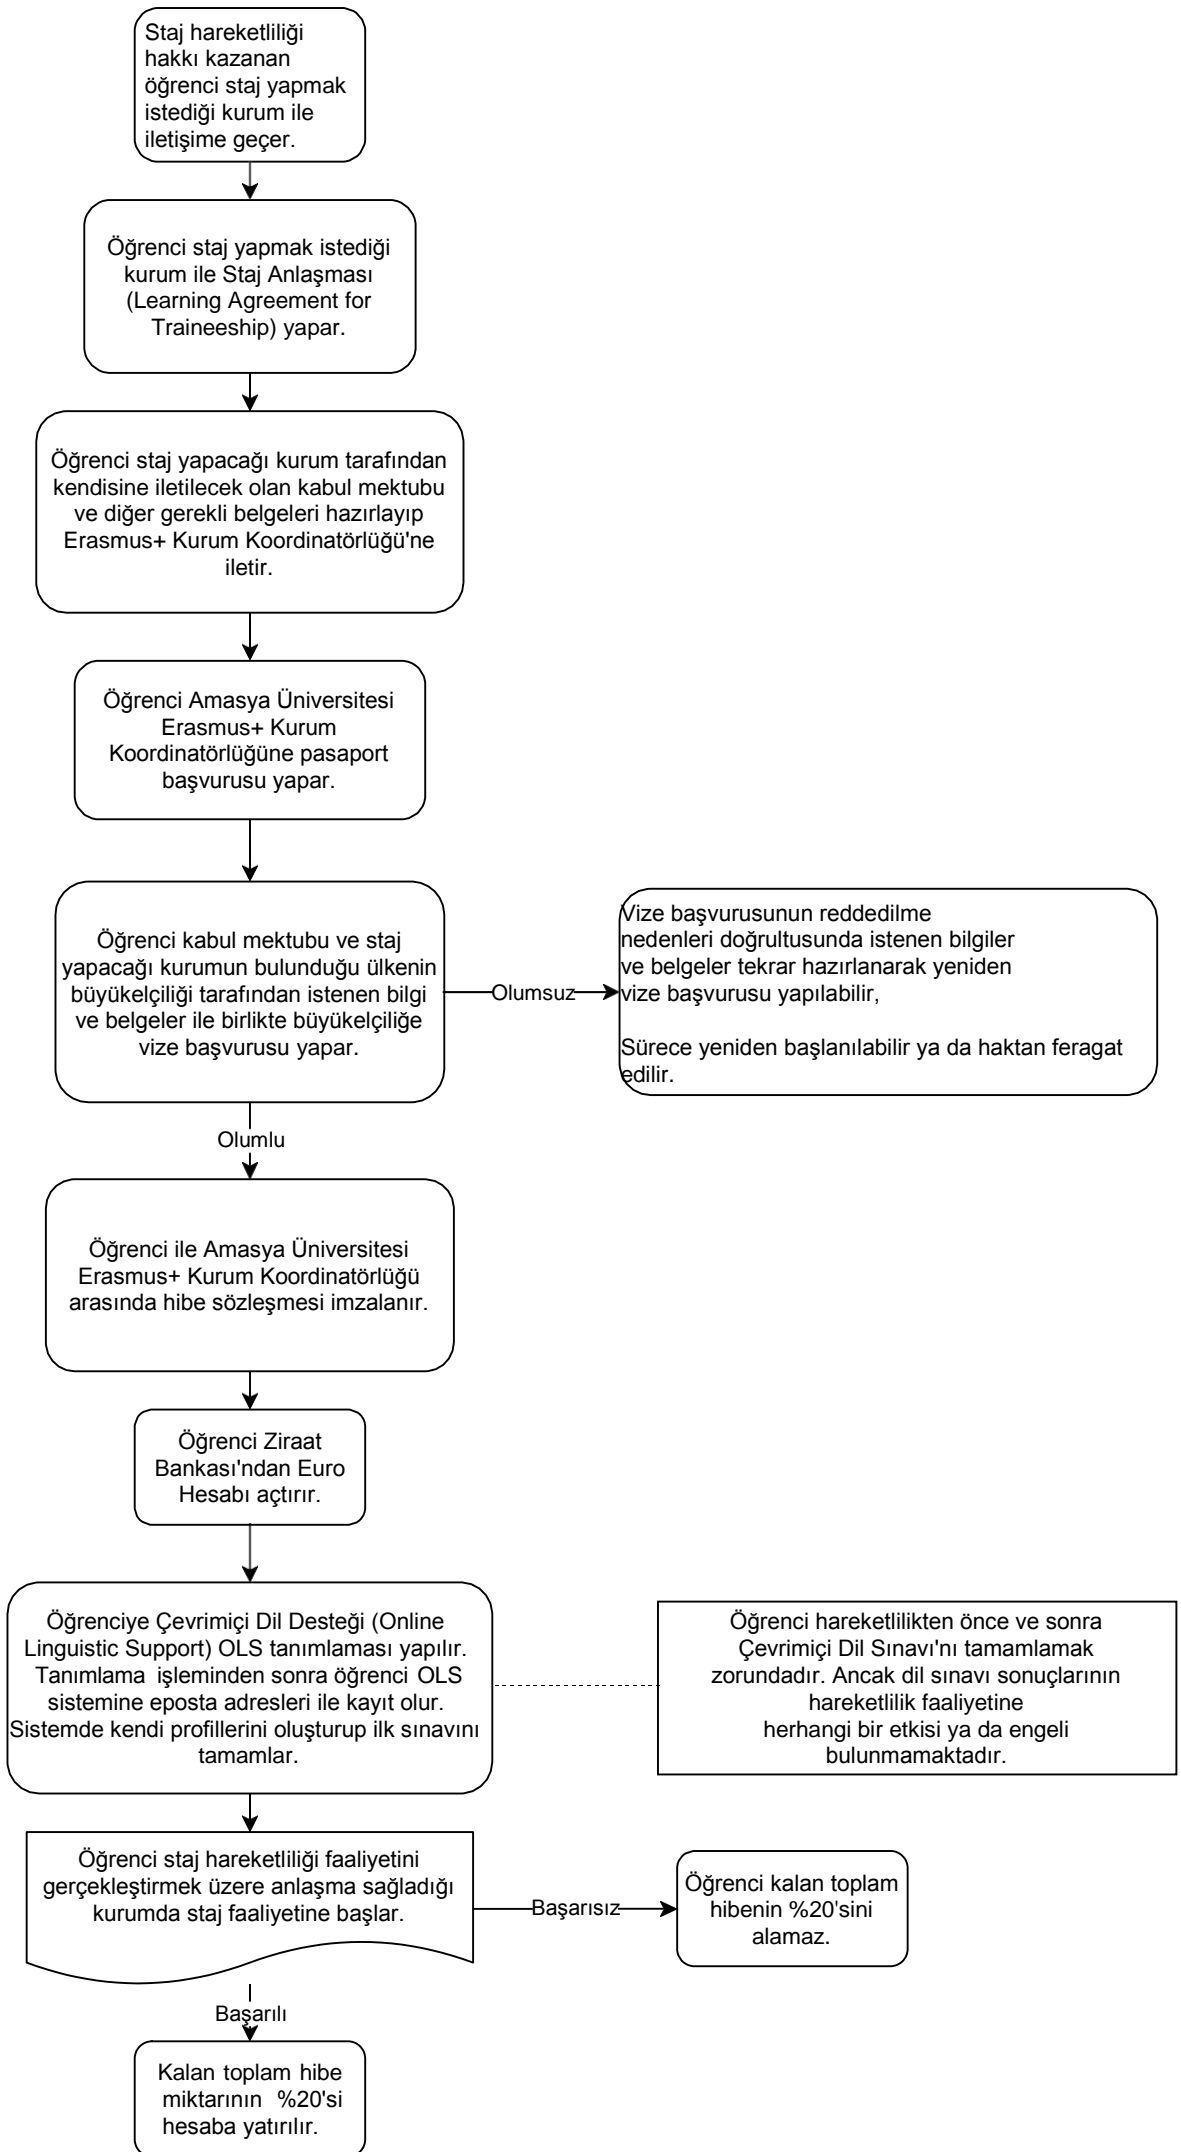 Staj hareketliliği
hakkı kazanan
öğrenci staj yapmak
istediği kurum ile
iletişime geçer.
Öğrenci staj yapmak istediği
kurum ile Staj Anlaşması
(Learning Agreement for
Traineeship) yapar.
Öğrenci staj yapacağı kurum tarafından
kendisine iletilecek olan kabul mektubu
ve diğer gerekli belgeleri hazırlayıp
Erasmus+ Kurum Koordinatörlüğü'ne
iletir.
Öğrenci Amasya Üniversitesi
Erasmus+ Kurum
Koordinatörlüğüne pasaport
başvurusu yapar.
Öğrenci kabul mektubu ve staj
yapacağı kurumun bulunduğu ülkenin
büyükelçiliği tarafından istenen bilgi
ve belgeler ile birlikte büyükelçiliğe
vize başvurusu yapar.
Olumsuz
Vize başvurusunun reddedilme
nedenleri doğrultusunda istenen bilgiler
ve belgeler tekrar hazırlanarak yeniden
vize başvurusu yapılabilir,
Sürece yeniden başlanılabilir ya da haktan feragat
edilir.
Olumlu
Öğrenci ile Amasya Üniversitesi
Erasmus+ Kurum Koordinatörlüğü
arasında hibe sözleşmesi imzalanır.
Öğrenci Ziraat
Bankası'ndan Euro
Hesabı açtırır.
Öğrenciye Çevrimiçi Dil Desteği (Online
Linguistic Support) OLS tanımlaması yapılır.
Tanımlama işleminden sonra öğrenci OLS
sistemine eposta adresleri ile kayıt olur.
Sistemde kendi profillerini oluşturup ilk sınavını
tamamlar.
Öğrenci hareketlilikten önce ve sonra
Çevrimiçi Dil Sınavı'nı tamamlamak
zorundadır. Ancak dil sınavı sonuçlarının
hareketlilik faaliyetine
herhangi bir etkisi ya da engeli
bulunmamaktadır.
Öğrenci staj hareketliliği faaliyetini
gerçekleştirmek üzere anlaşma sağladığı
kurumda staj faaliyetine başlar.
Başarısız
Öğrenci kalan toplam
hibenin %20'sini
alamaz.
Başarılı
Kalan toplam hibe
miktarının %20'si
hesaba yatırılır.